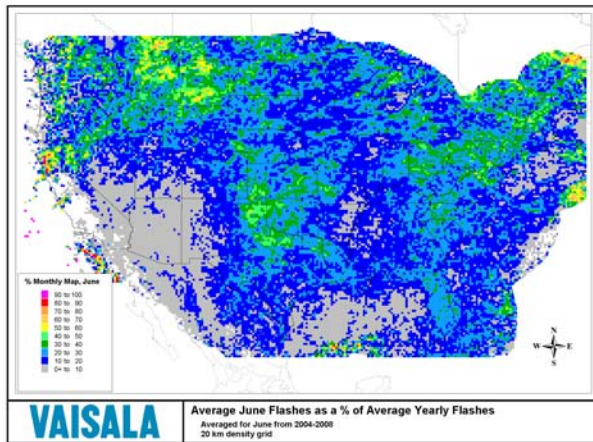 % Monthly Map, June
90 to 100
80 to 90
70 to 80
60 to 70
50 to 60
40 to 50
30 to 40
20 to 30
10 to 20
0+ to 10
N
W E
S
VAISALA
Average June Flashes as a % of Average Yearly Flashes
Averaged for June from 2004-2008
20 km density grid